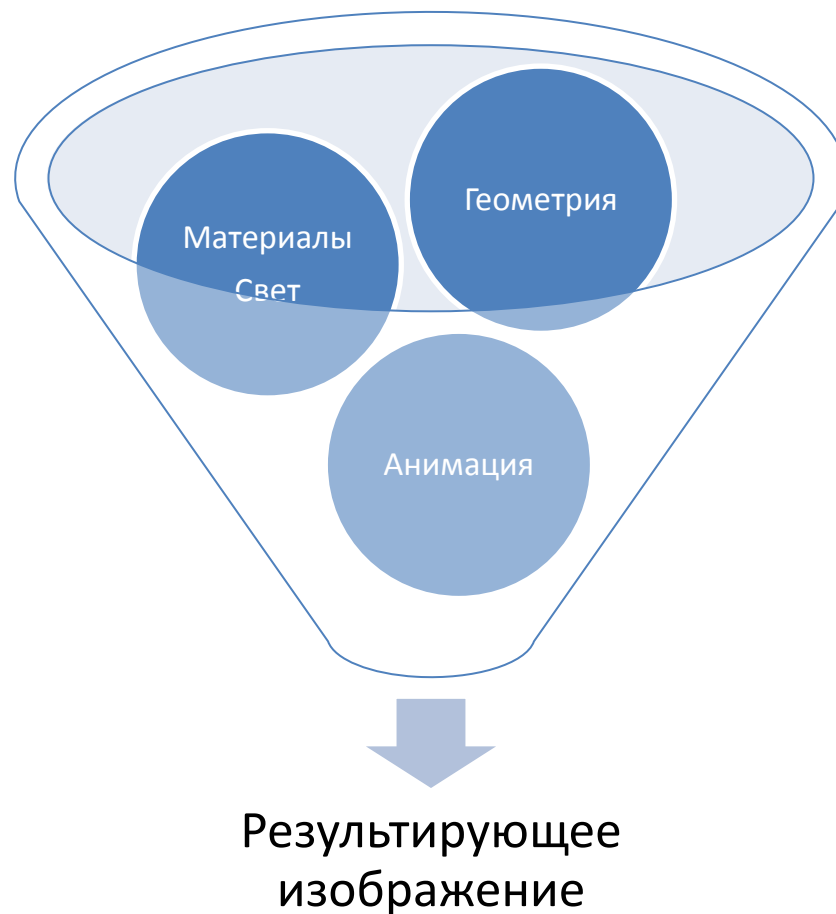 Геометрия
Материалы
Свет
Анимация
Результирующее
изображение